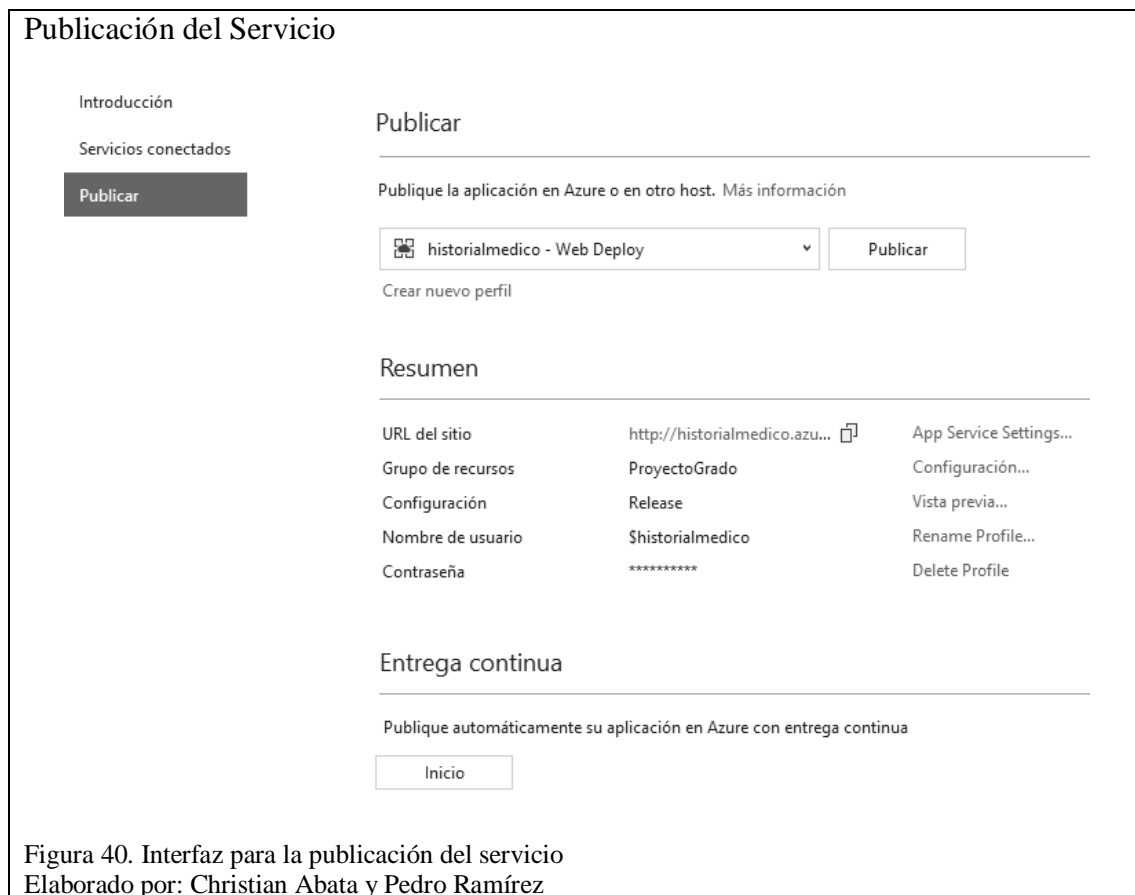 Publicación del Servicio
Introducción
Servicios conectados
Publicar
Publicar
Publique la aplicación en Azure o en otro host. Más información
historialmedico - Web Deploy
Publicar
Crear nuevo perfil
Resumen
URL del sitio http://historialmedico.azu... App Service Settings...
Grupo de recursos ProyectoGrado Configuración...
Configuración Release Vista previa...
Nombre de usuario $historialmedico Rename Profile...
Contraseña ********** Delete Profile
Entrega continua
Publique automáticamente su aplicación en Azure con entrega continua
Inicio
Figura 40. Interfaz para la publicación del servicio
Elaborado por: Christian Abata y Pedro Ramírez